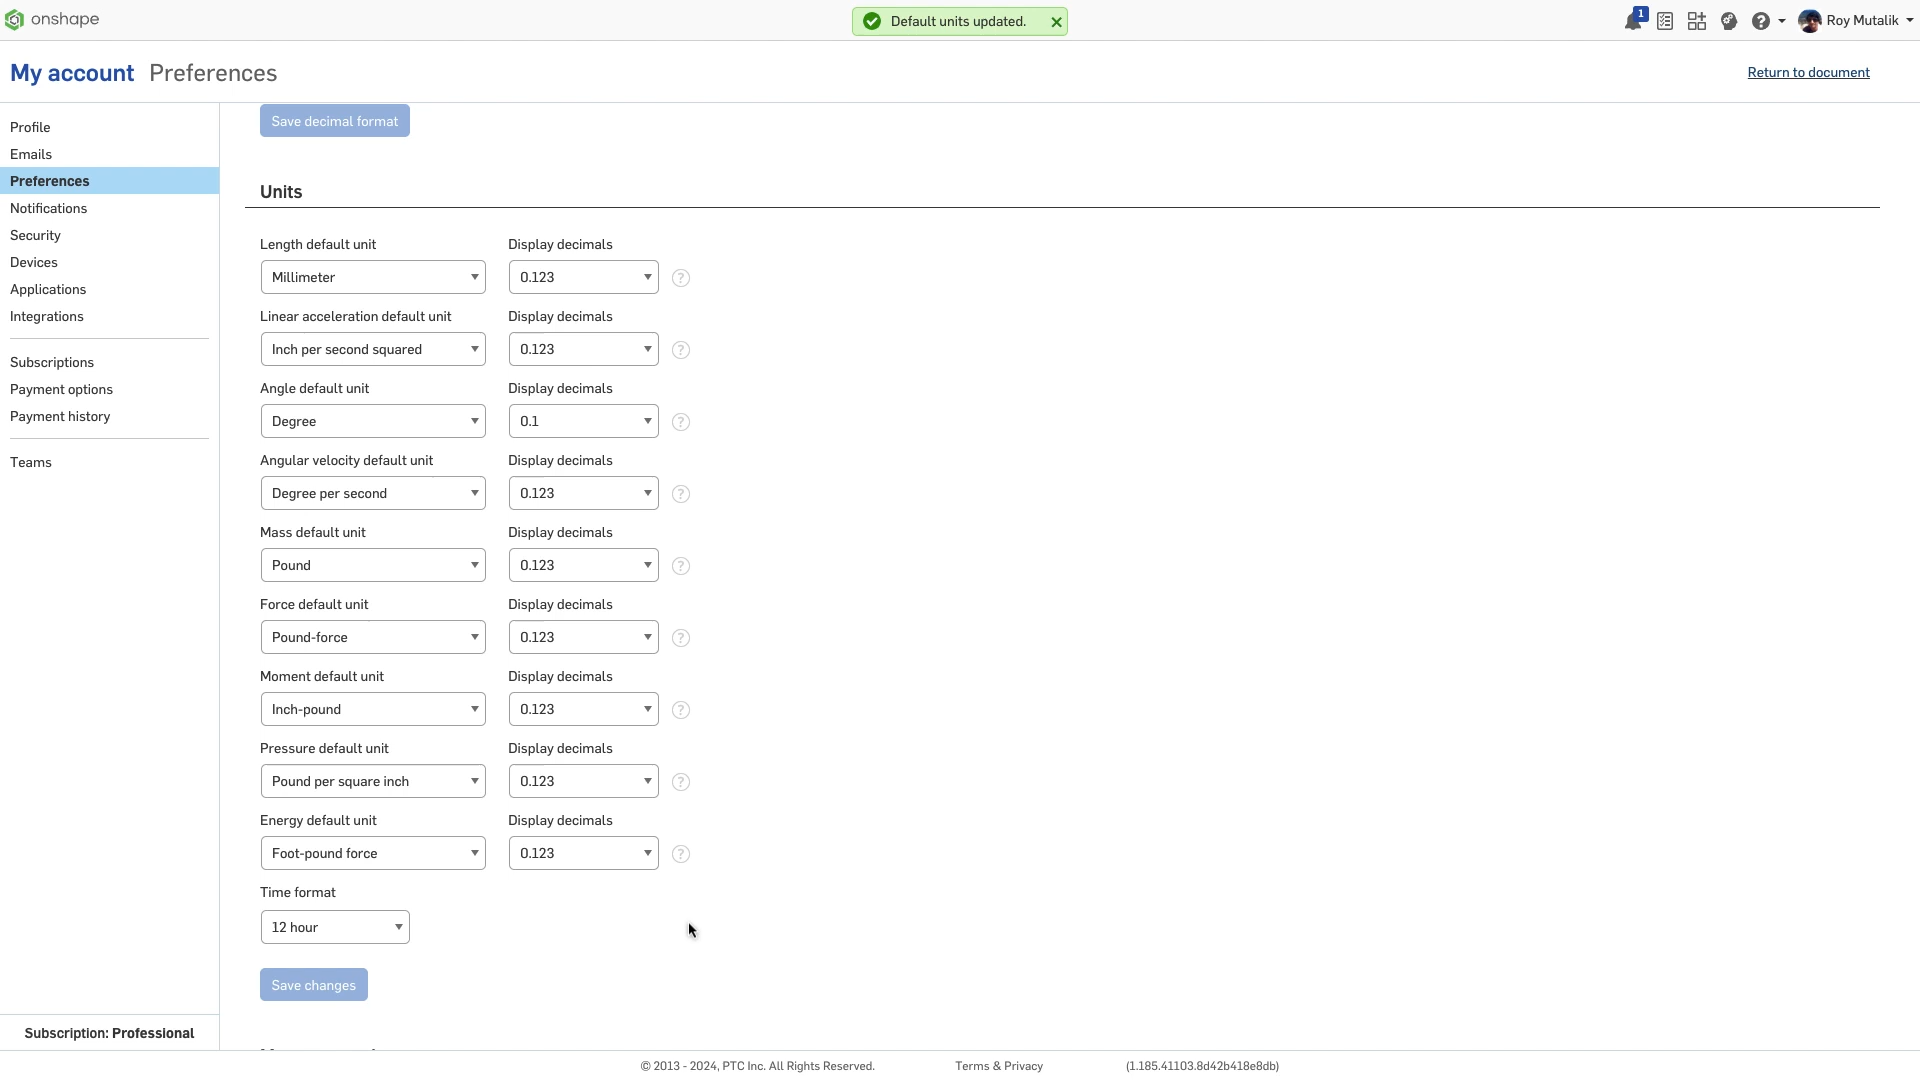 onshape
Default units updated.
1
Roy Mutalik
My account Preferences
Return to document
Profile
Emails
Preferences
Notifications
Security
Devices
Applications
Integrations
Subscriptions
Payment options
Payment history
Teams
Subscription: Professional
Save decimal format
Units
Length default unit Display decimals
Millimeter 0.123 ?
Linear acceleration default unit Display decimals
Inch per second squared 0.123 ?
Angle default unit Display decimals
Degree 0.1 ?
Angular velocity default unit Display decimals
Degree per second 0.123 ?
Mass default unit Display decimals
Pound 0.123 ?
Force default unit Display decimals
Pound-force 0.123 ?
Moment default unit Display decimals
Inch-pound 0.123 ?
Pressure default unit Display decimals
Pound per square inch 0.123 ?
Energy default unit Display decimals
Foot-pound force 0.123 ?
Time format
12 hour
Save changes
© 2013 - 2024, PTC Inc. All Rights Reserved. Terms & Privacy (1.185.41103.8d42b418e8db)